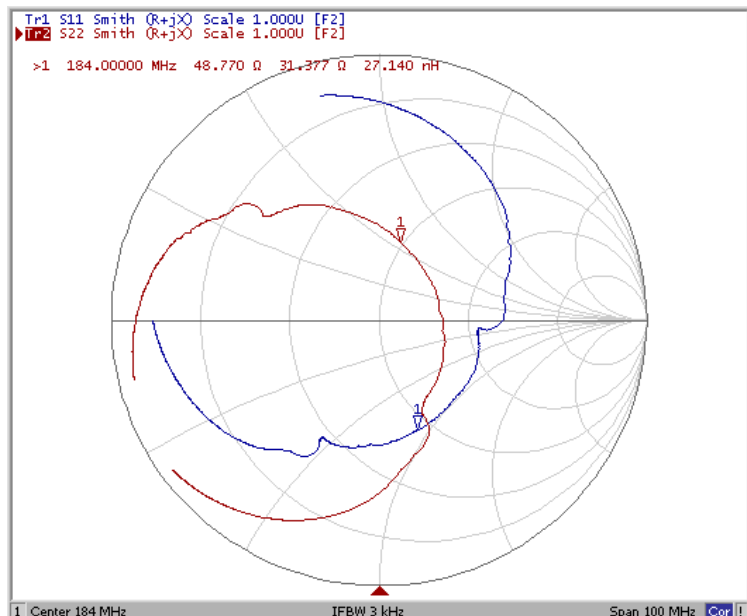 Tr1 S11 Smith (R+jX) Scale 1.000U [F2]
Tr2 S22 Smith (R+jX) Scale 1.000U [F2]
>1 184.00000 MHz 48.770 Ω 31.377 Ω 27.140 nH
1
1
1 Center 184 MHz IFBW 3 kHz Span 100 MHz Cor !